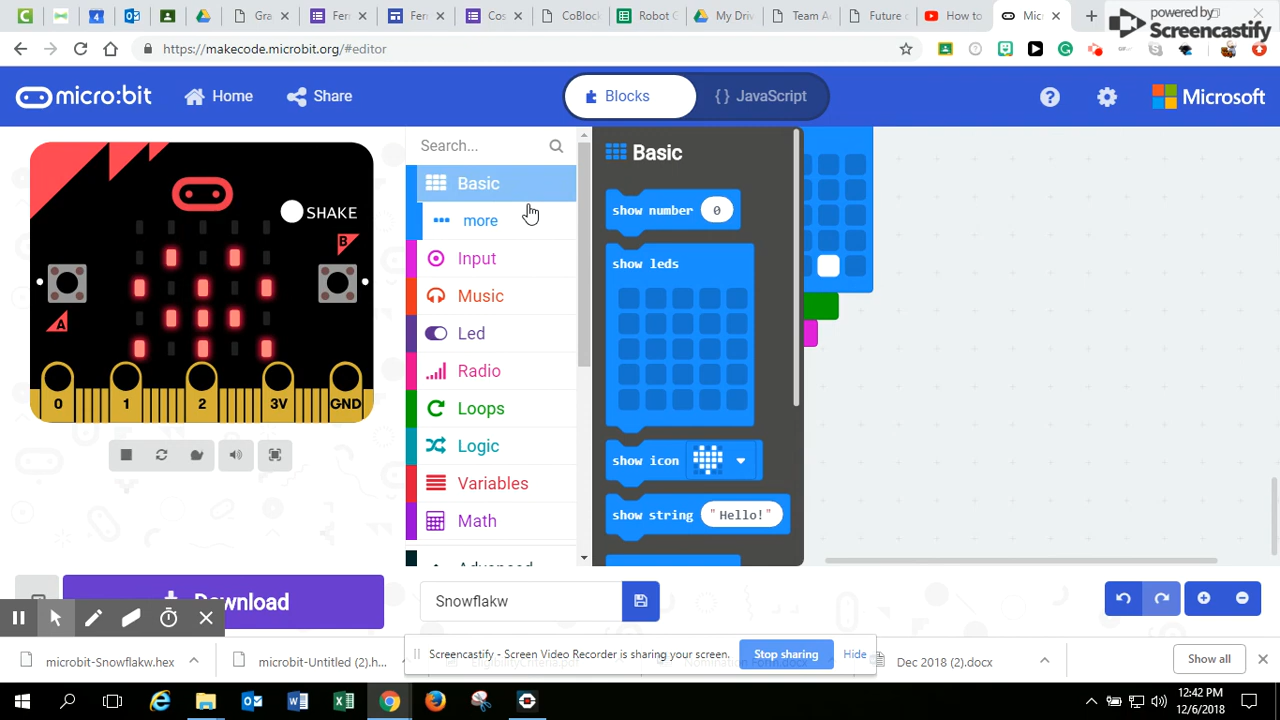 Gra
Fer
Fer
Cos
CoBlock
Robot G
My Driv
Team A
Future c
How to
Mic
powered by
Screencastify
https://makecode.microbit.org/#editor
micro:bit
Home
Share
Blocks
{ } JavaScript
?
Microsoft
SHAKE
A
B
0
1
2
3V
GND
Search...
Basic
more
Input
Music
Led
Radio
Loops
Logic
Variables
Math
Advanced
Basic
show number 0
show leds
show icon
show string "Hello!"
Download
Snowflakw
Screencastify - Screen Video Recorder is sharing your screen.
Stop sharing
Hide
microbit-Snowflakw.hex
microbit-Untitled (2).h...
Dec 2018 (2).docx
Show all
12:42 PM
12/6/2018